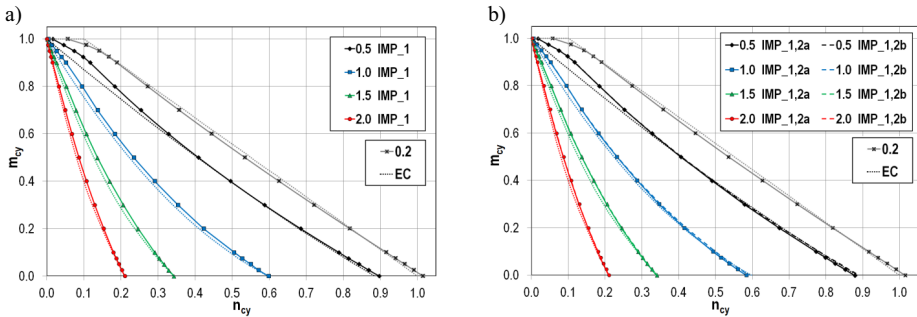 a)
1.0
0.8
0.6
0.4
0.2
0.0
mcy
0.0 0.1 0.2 0.3 0.4 0.5 0.6 0.7 0.8 0.9 1.0
ncy
0.5 IMP_1
1.0 IMP_1
1.5 IMP_1
2.0 IMP_1
0.2
EC
b)
1.0
0.8
0.6
0.4
0.2
0.0
mcy
0.0 0.1 0.2 0.3 0.4 0.5 0.6 0.7 0.8 0.9 1.0
ncy
0.5 IMP_1,2a 0.5 IMP_1,2b
1.0 IMP_1,2a 1.0 IMP_1,2b
1.5 IMP_1,2a 1.5 IMP_1,2b
2.0 IMP_1,2a 2.0 IMP_1,2b
0.2
EC